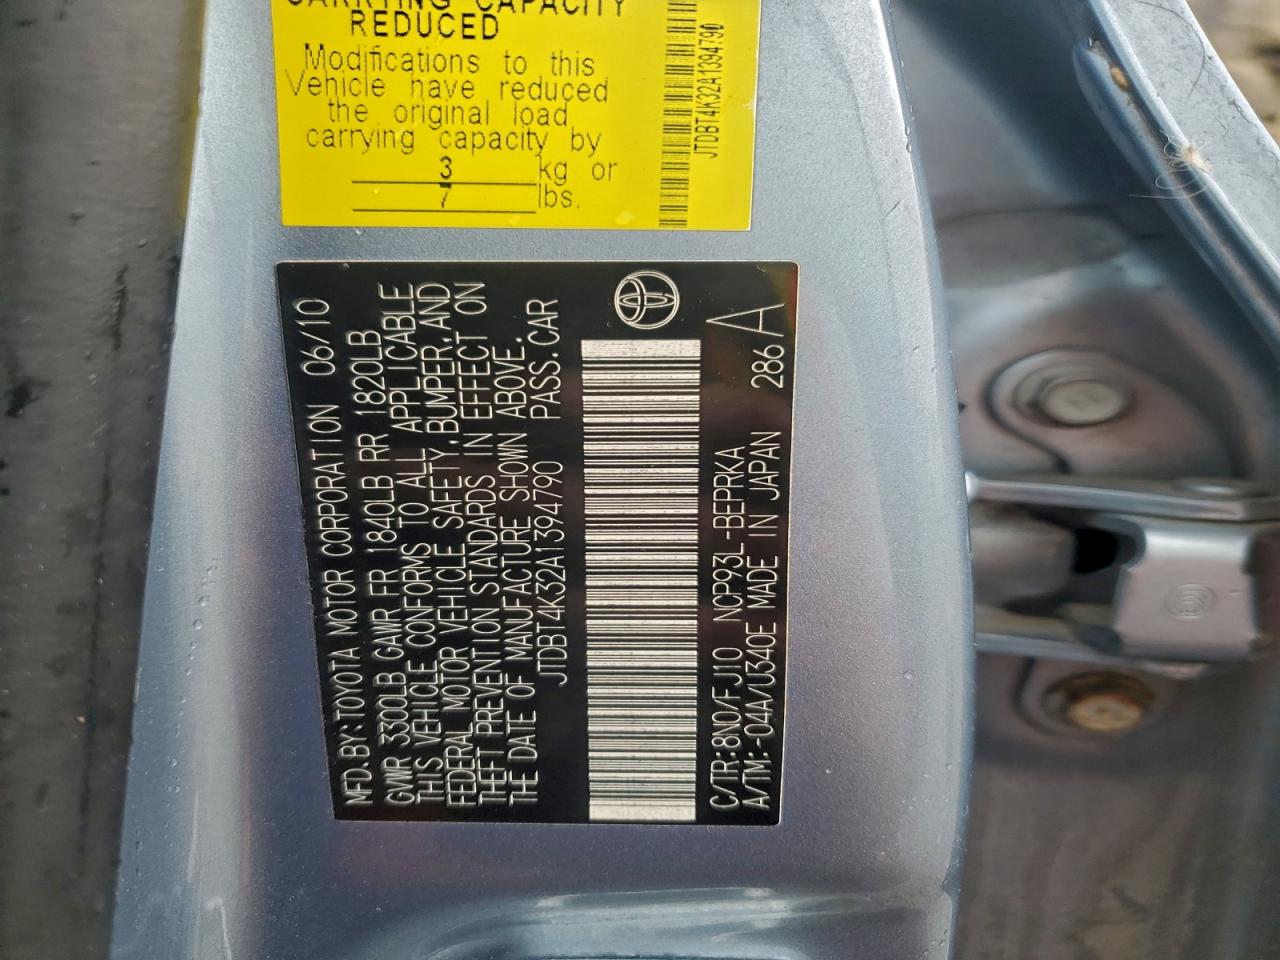 CARRYING CAPACITY
REDUCED
Modifications to this
Vehicle have reduced
the original load
carrying capacity by
3 kg or
7 lbs.
JTDBT4K32A1394790
MFD.BY:TOYOTA MOTOR CORPORATION 06/10
GVWR 3300LB GAWR FR 1840LB RR 1820LB
THIS VEHICLE CONFORMS TO ALL APPLICABLE
FEDERAL MOTOR VEHICLE SAFETY,BUMPER,AND
THEFT PREVENTION STANDARDS IN EFFECT ON
THE DATE OF MANUFACTURE SHOWN ABOVE.
JTDBT4K32A1394790 PASS.CAR
C/TR:8N0/FJ10 NCP93L-BEPRKA
A/TM:-04A/U340E MADE IN JAPAN 286A